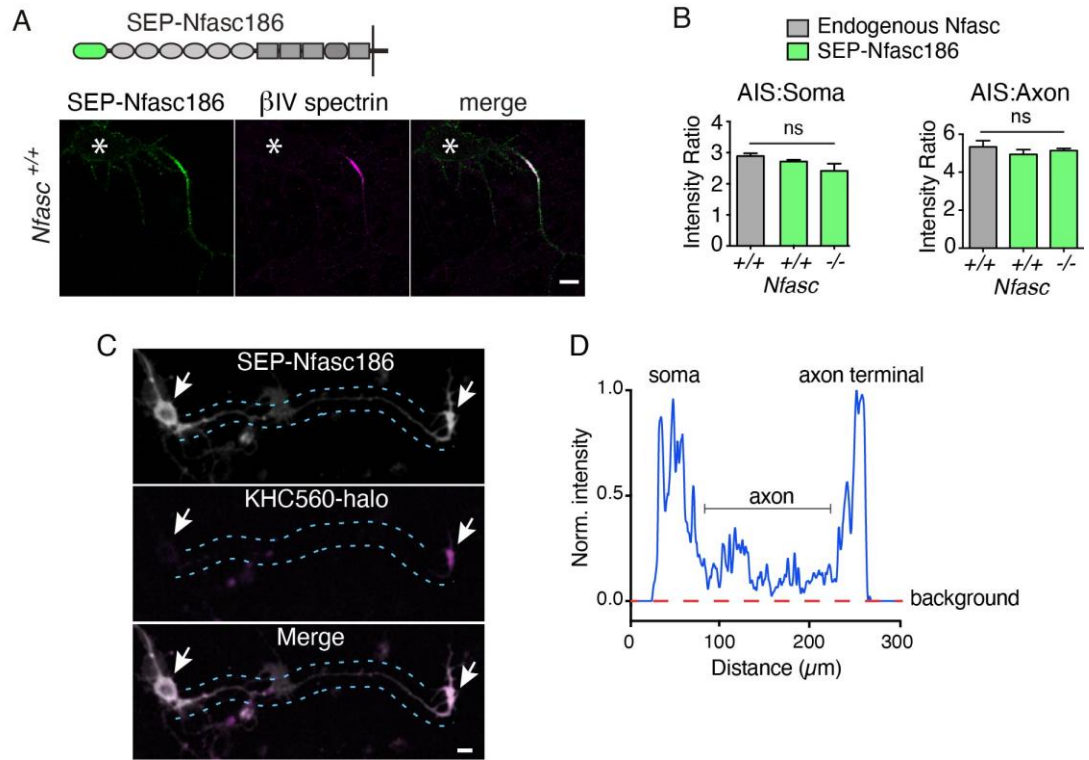 A
SEP-Nfasc186
SEP-Nfasc186 βIV spectrin merge
Nfasc +/+
* * *
B
Endogenous Nfasc
SEP-Nfasc186
AIS:Soma
ns
Intensity Ratio
4
3
2
1
0
+/+ +/+ -/-
Nfasc
AIS:Axon
ns
Intensity Ratio
8
6
4
2
0
+/+ +/+ -/-
Nfasc
C
SEP-Nfasc186
KHC560-halo
Merge
D
soma axon terminal
axon
background
Norm. intensity
1.0
0.5
0.0
0 100 200 300
Distance (µm)